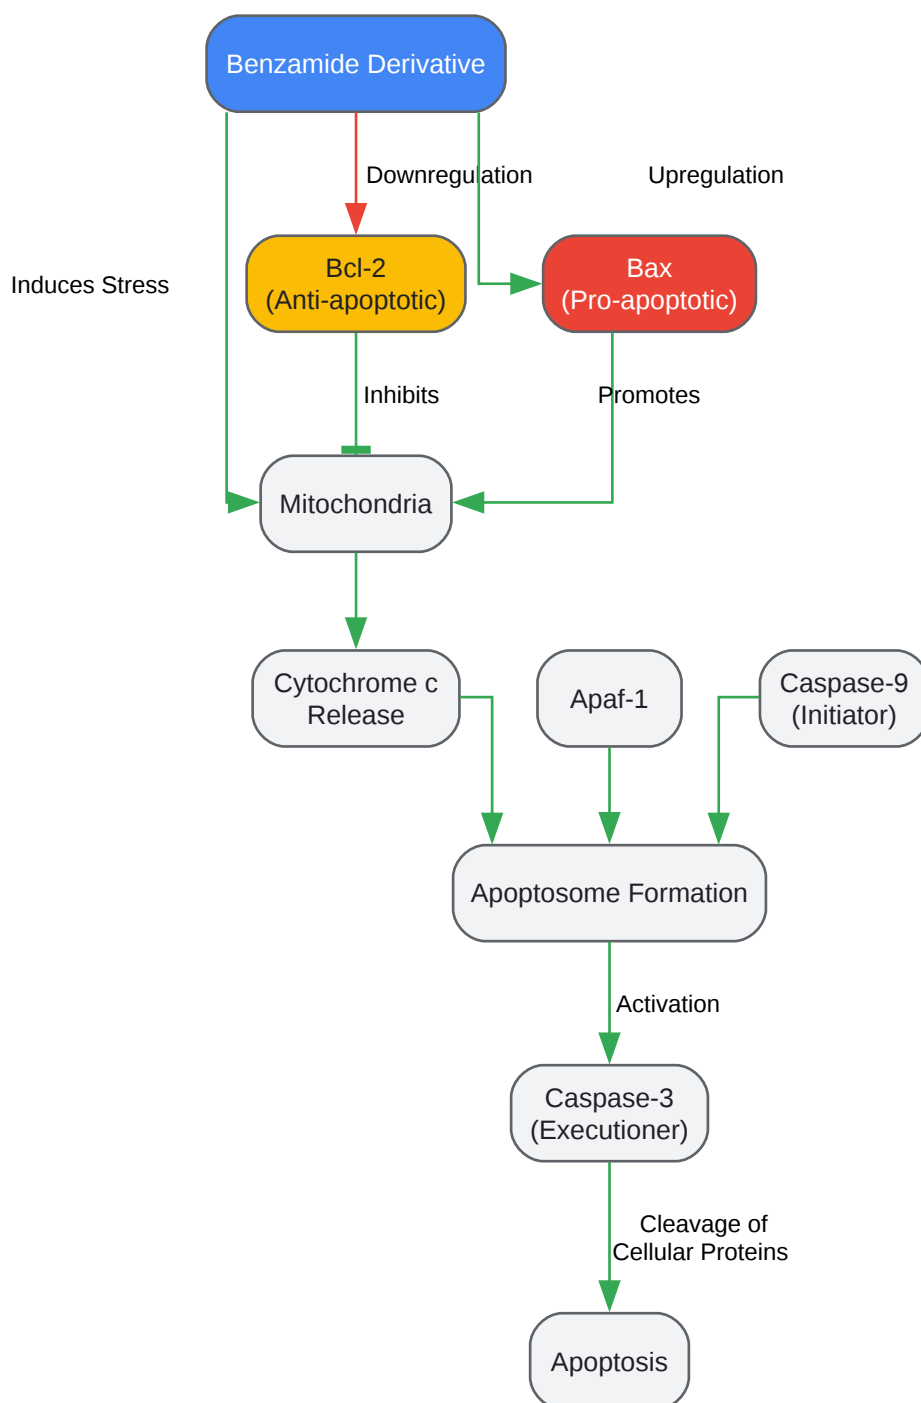 Benzamide Derivative
Downregulation
Upregulation
Induces Stress
Bcl-2
(Anti-apoptotic)
Bax
(Pro-apoptotic)
Inhibits
Promotes
Mitochondria
Cytochrome c
Release
Apaf-1
Caspase-9
(Initiator)
Apoptosome Formation
Activation
Caspase-3
(Executioner)
Cleavage of
Cellular Proteins
Apoptosis